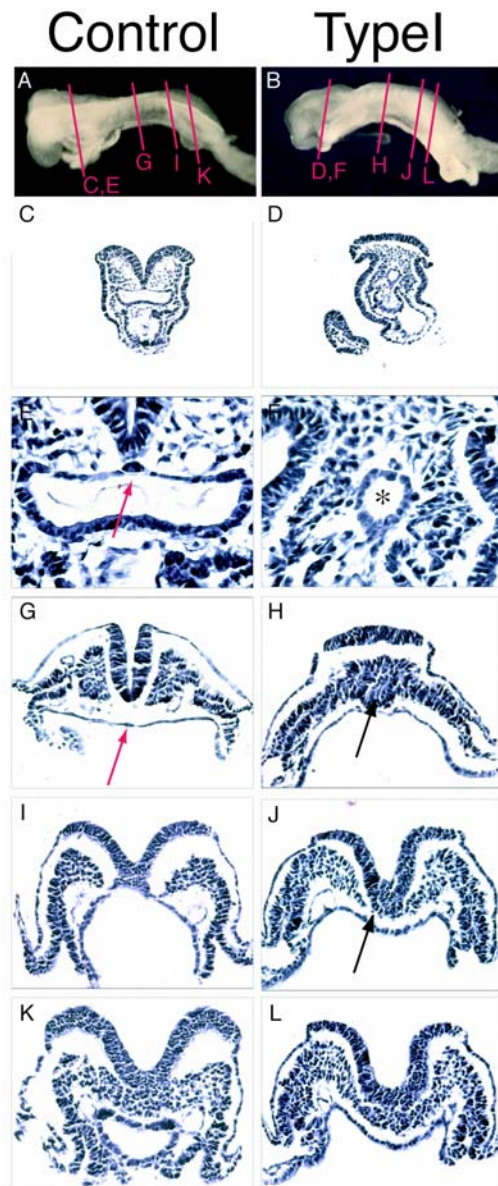 Control TypeI
A B
C,E G I K D,F H J L
C D
E F
*
G H
I J
K L